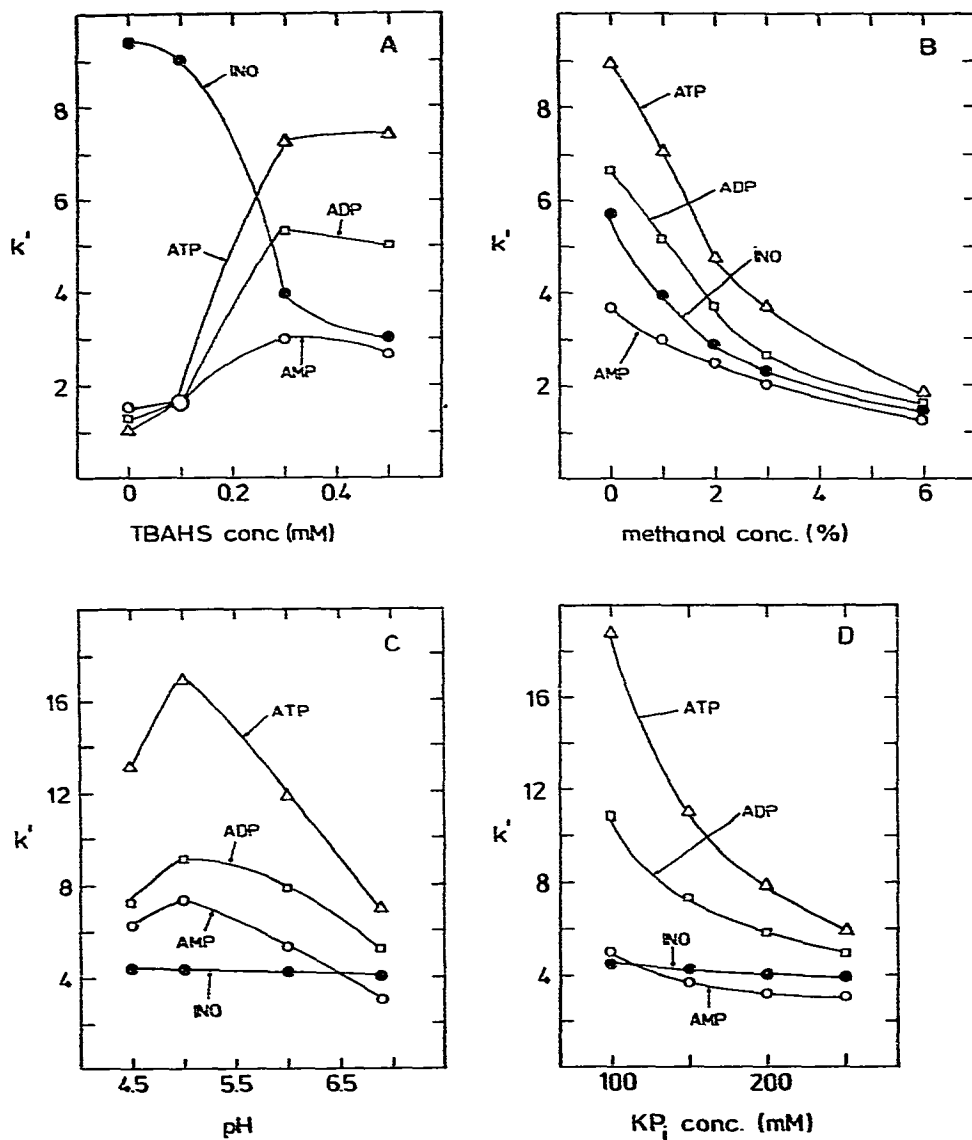 A
8
6
4
2
K'
INO
ATP
ADP
AMP
0
0.2
0.4
TBAHS conc (mM)
B
8
6
4
2
K'
ATP
ADP
INO
AMP
0
2
4
6
methanol conc. (%)
C
16
12
8
4
K'
ATP
ADP
AMP
INO
4.5
5.5
6.5
pH
D
16
12
8
4
K'
ATP
ADP
INO
AMP
100
200
KPi conc. (mM)